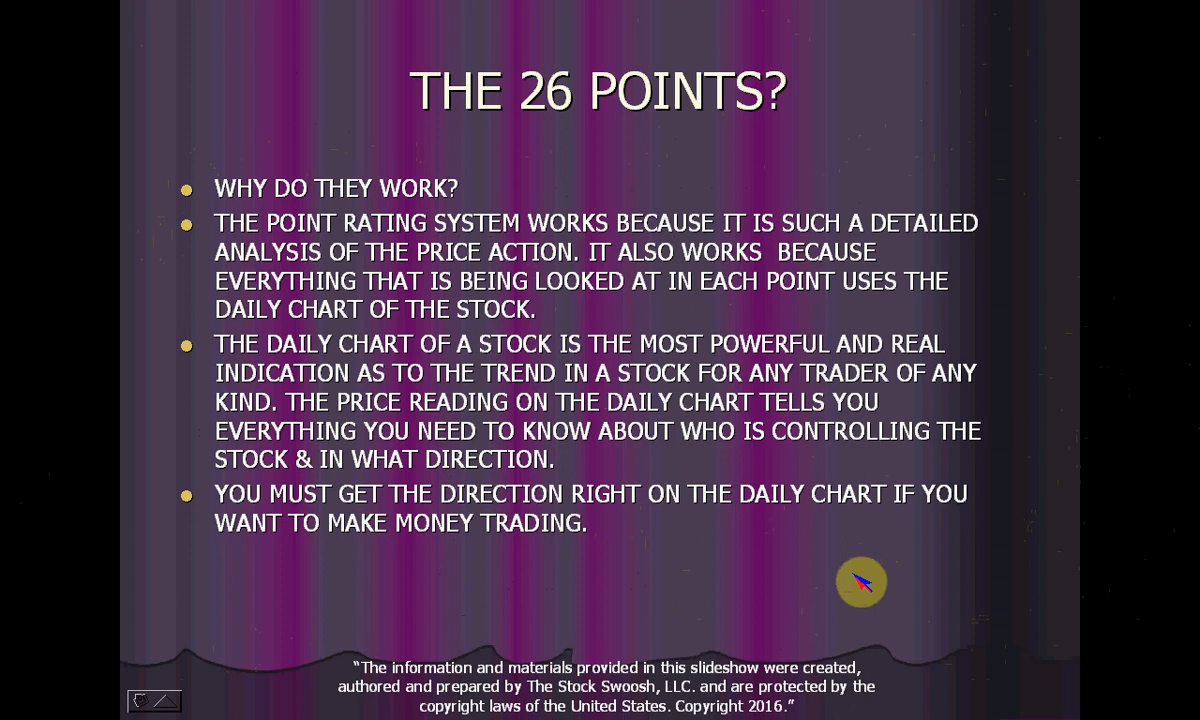 THE 26 POINTS?
WHY DO THEY WORK?
THE POINT RATING SYSTEM WORKS BECAUSE IT IS SUCH A DETAILED
ANALYSIS OF THE PRICE ACTION. IT ALSO WORKS  BECAUSE
EVERYTHING THAT IS BEING LOOKED AT IN EACH POINT USES THE
DAILY CHART OF THE STOCK.
THE DAILY CHART OF A STOCK IS THE MOST POWERFUL AND REAL
INDICATION AS TO THE TREND IN A STOCK FOR ANY TRADER OF ANY
KIND. THE PRICE READING ON THE DAILY CHART TELLS YOU
EVERYTHING YOU NEED TO KNOW ABOUT WHO IS CONTROLLING THE
STOCK & IN WHAT DIRECTION.
YOU MUST GET THE DIRECTION RIGHT ON THE DAILY CHART IF YOU
WANT TO MAKE MONEY TRADING.
“The information and materials provided in this slideshow were created,
authored and prepared by The Stock Swoosh, LLC. and are protected by the
copyright laws of the United States. Copyright 2016.”